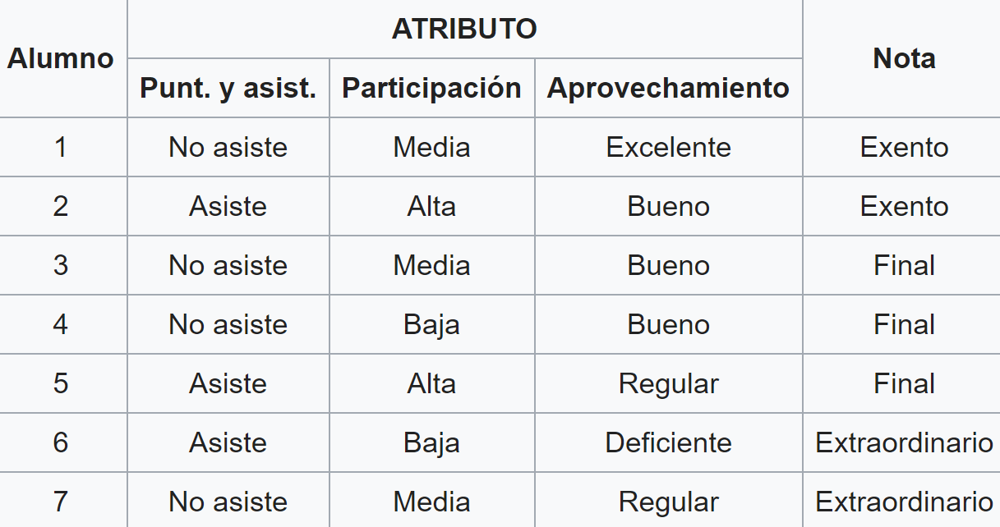 ATRIBUTO
Alumno Nota
Punt. y asist. Participación Aprovechamiento
1 No asiste Media Excelente Exento
2 Asiste Alta Bueno Exento
3 No asiste Media Bueno Final
4 No asiste Baja Bueno Final
5 Asiste Alta Regular Final
6 Asiste Baja Deficiente Extraordinario
7 No asiste Media Regular Extraordinario